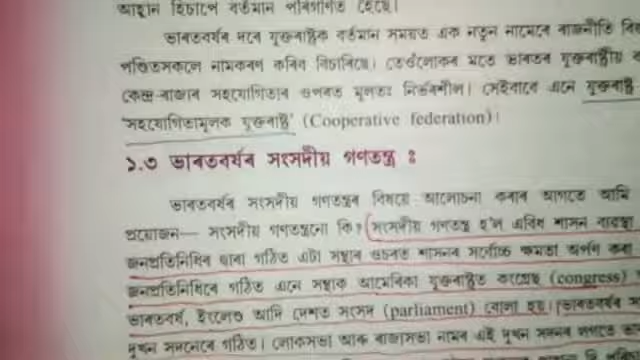 আহ্বান হিচাপে বৰ্তমান পৰিগণিত হৈছে।
ভাৰতবৰ্ষৰ দৰে যুক্তৰাষ্ট্ৰক বৰ্তমান সময়ত এক নতুন নামেৰে ৰাজনীতি
পণ্ডিতসকলে নামকৰণ কৰিব বিচাৰিছে। তেওঁলোকৰ মতে ভাৰতৰ যুক্তৰাষ্ট্ৰীয়
কেন্দ্ৰ-ৰাজ্যৰ সহযোগিতাৰ ওপৰত মূলতঃ নিৰ্ভৰশীল। সেইবাবে এনে যুক্তৰাষ্ট্ৰ
'সহযোগিতামূলক যুক্তৰাষ্ট্ৰ' (Cooperative federation)।
১.৩ ভাৰতবৰ্ষৰ সংসদীয় গণতন্ত্ৰ :
ভাৰতবৰ্ষৰ সংসদীয় গণতন্ত্ৰৰ বিষয়ে আলোচনা কৰাৰ আগতে আমি
প্ৰয়োজন— সংসদীয় গণতন্ত্ৰনো কি? সংসদীয় গণতন্ত্ৰ হ'ল এবিধ শাসন ব্যৱস্থা
জনপ্ৰতিনিধিৰ দ্বাৰা গঠিত এটা সন্থাৰ ওচৰত শাসনৰ সৰ্বোচ্চ ক্ষমতা অৰ্পণ কৰা
জনপ্ৰতিনিধিৰে গঠিত এনে সন্থাক আমেৰিকা যুক্তৰাষ্ট্ৰত কংগ্ৰেছ (congress)
ভাৰতবৰ্ষ, ইংলেণ্ড আদি দেশত সংসদ (parliament) বোলা হয়। ভাৰতবৰ্ষৰ
দুখন সদনেৰে গঠিত। লোকসভা আৰু ৰাজ্যসভা নামৰ এই দুখন সদনৰ লগতে